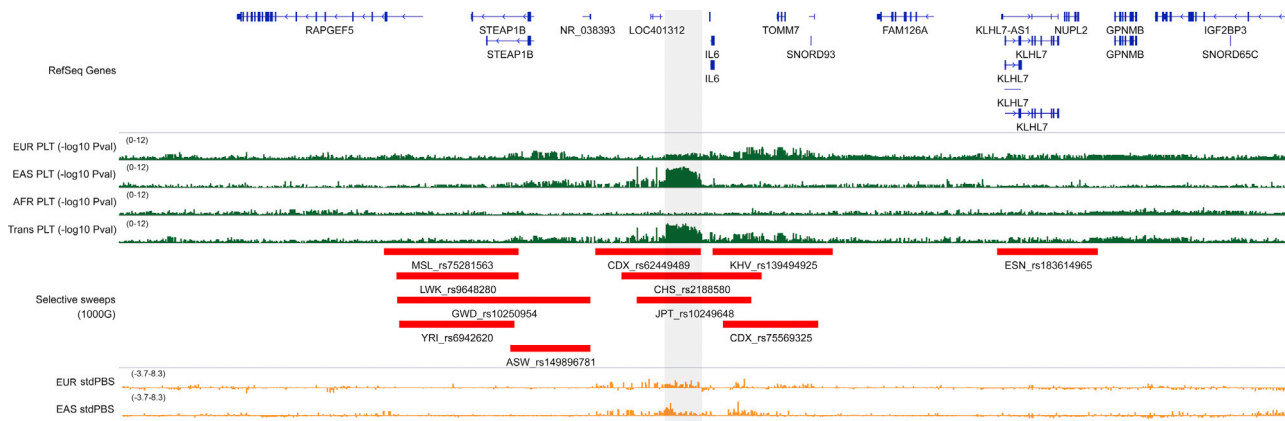 RAPGEF5 STEAP1B NR_038393 LOC401312 TOMM7 FAM126A KLHL7-AS1 NUPL2 GPNMB IGF2BP3
STEAP1B IL6 SNORD93 KLHL7 GPNMB SNORD65C
RefSeq Genes
IL6 KLHL7
KLHL7
KLHL7
EUR PLT (-log10 Pval) (0-12)
EAS PLT (-log10 Pval) (0-12)
AFR PLT (-log10 Pval) (0-12)
Trans PLT (-log10 Pval) (0-12)
MSL_rs75281563 CDX_rs62449489 KHV_rs139494925 ESN_rs183614965
LWK_rs9648280 CHS_rs2188580
Selective sweeps
(1000G)
GWD_rs10250954 JPT_rs10249648
YRI_rs6942620 CDX_rs75569325
ASW_rs149896781
EUR stdPBS (-3.7-8.3)
EAS stdPBS (-3.7-8.3)